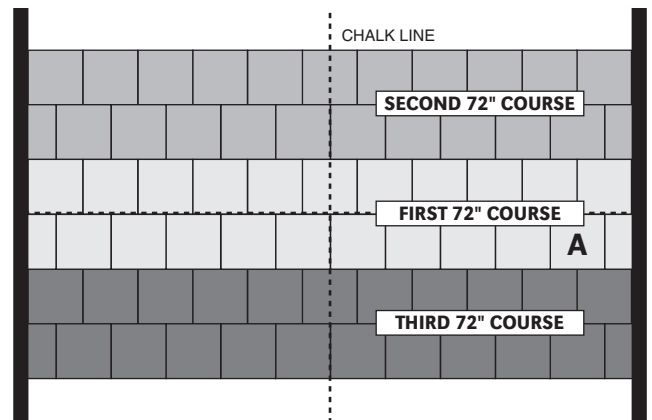 CHALK LINE
SECOND 72" COURSE
FIRST 72" COURSE
A
THIRD 72" COURSE